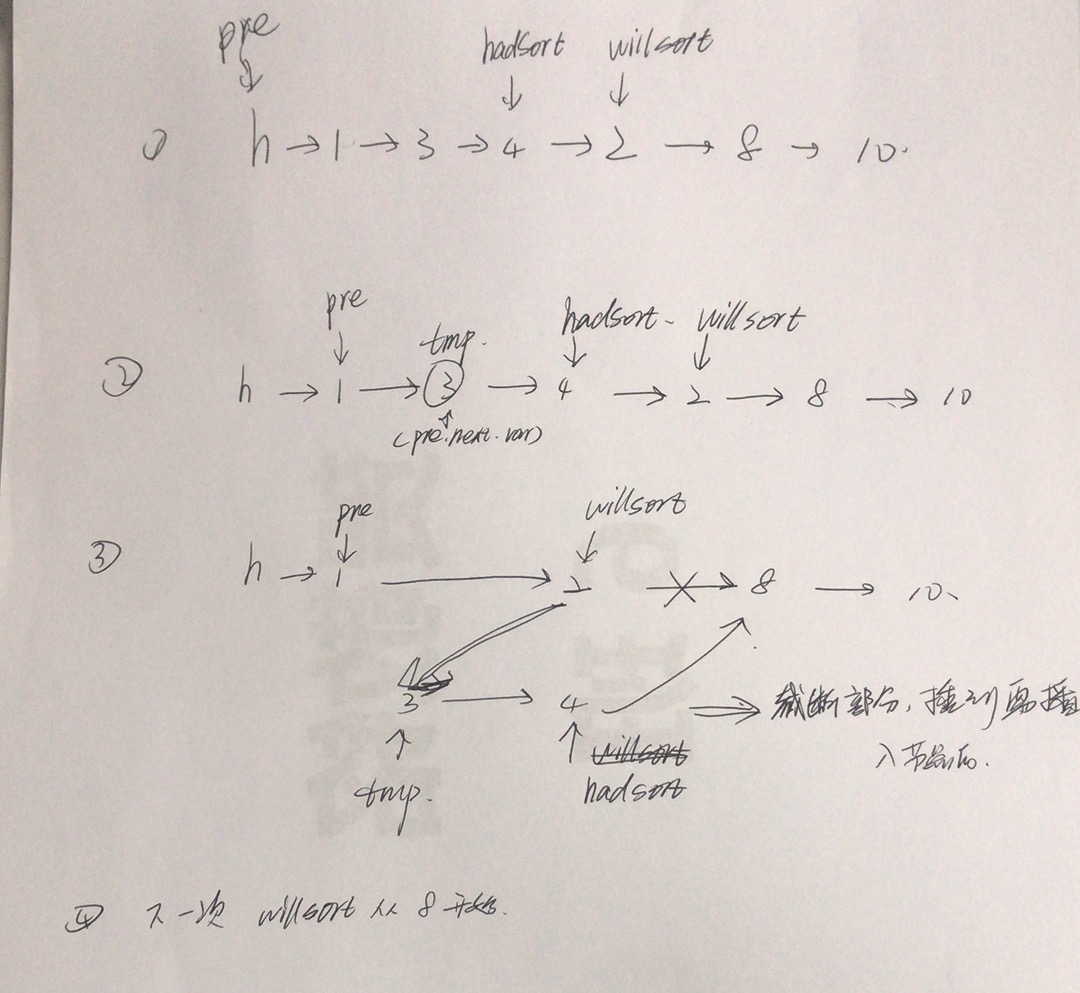 pre
hadsort willsort
① h → 1 → 3 → 4 → 2 → 8 → 10.
pre
tmp. hadsort willsort
② h → 1 → 3 → 4 → 2 → 8 → 10
(pre.next.var)
pre willsort
③ h → 1 → 2 → 8 → 10、
3 → 4 ⇒ 截断部分，插到要插
willsort 入节点后.
tmp. hadsort
④ 下一次 willsort 从 8 开始.